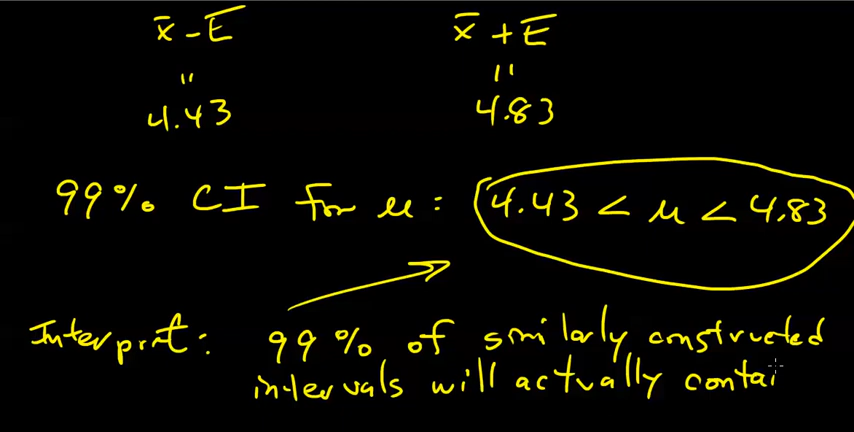 x̄ - E x̄ + E
" "
4.43 4.83
99% CI for μ: 4.43 < μ < 4.83
Interpret: 99% of similarly constructed
intervals will actually contai